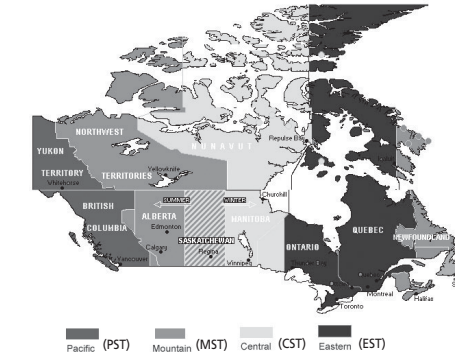 NORTHWEST
NUNAVUT
Repulse Bay
YUKON
TERRITORY
Yellowknife
TERRITORIES
Whitehorse
Churchill
SUMMER
WINTER
BRITISH
COLUMBIA
ALBERTA
MANITOBA
Edmonton
SASKATCHEWAN
Regina
Calgary
Vancouver
Winnipeg
ONTARIO
QUEBEC
NEWFOUNDLAND
Montreal
Halifax
Toronto
Pacific (PST)
Mountain (MST)
Central (CST)
Eastern (EST)